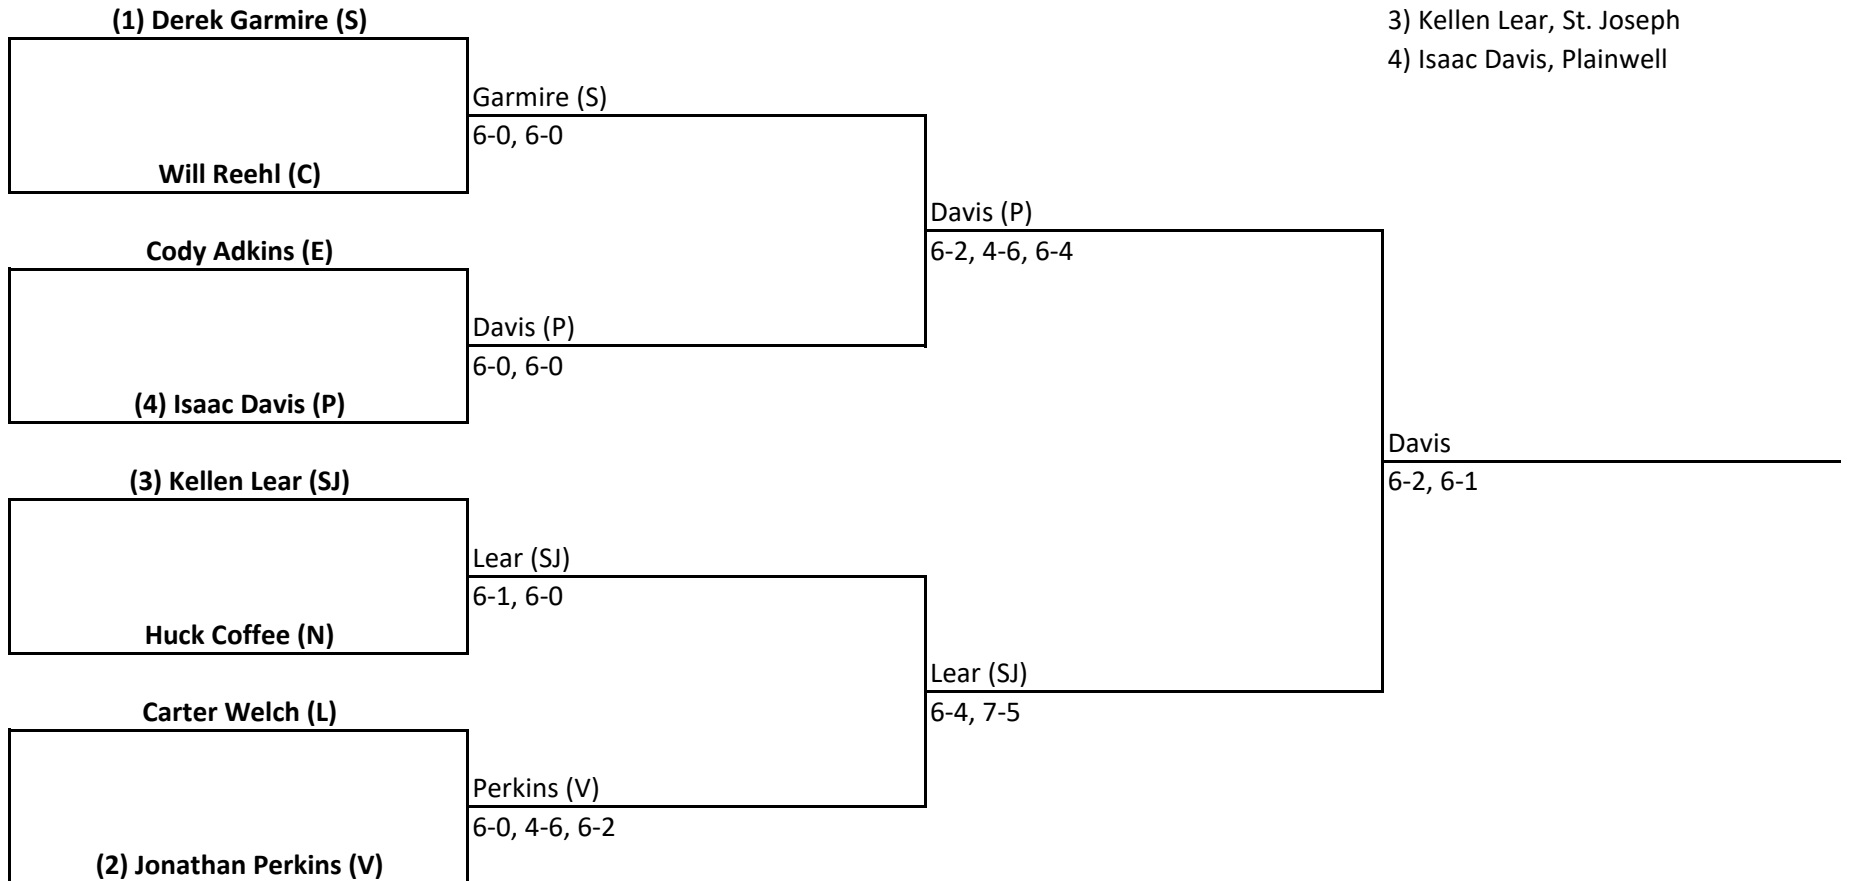 (1) Derek Garmire (S)
3) Kellen Lear, St. Joseph
4) Isaac Davis, Plainwell
Garmire (S)
6-0, 6-0
Will Reehl (C)
Davis (P)
6-2, 4-6, 6-4
Cody Adkins (E)
Davis (P)
6-0, 6-0
(4) Isaac Davis (P)
Davis
6-2, 6-1
(3) Kellen Lear (SJ)
Lear (SJ)
6-1, 6-0
Huck Coffee (N)
Lear (SJ)
6-4, 7-5
Carter Welch (L)
Perkins (V)
6-0, 4-6, 6-2
(2) Jonathan Perkins (V)